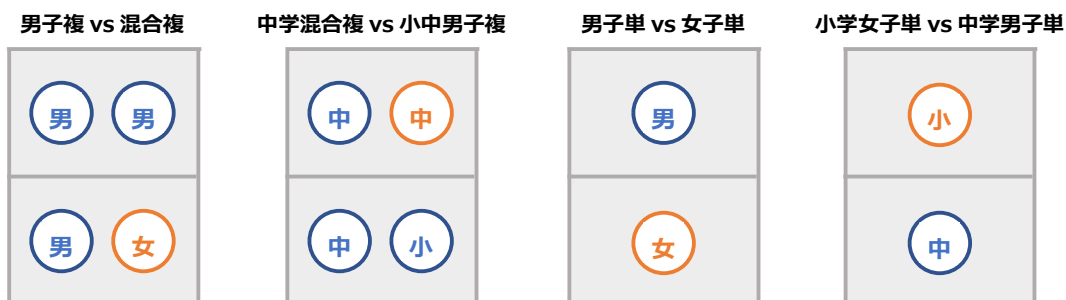 男子複 vs 混合複
男 男
男 女
中学混合複 vs 小中男子複
中 中
中 小
男子単 vs 女子単
男
女
小学女子単 vs 中学男子単
小
中